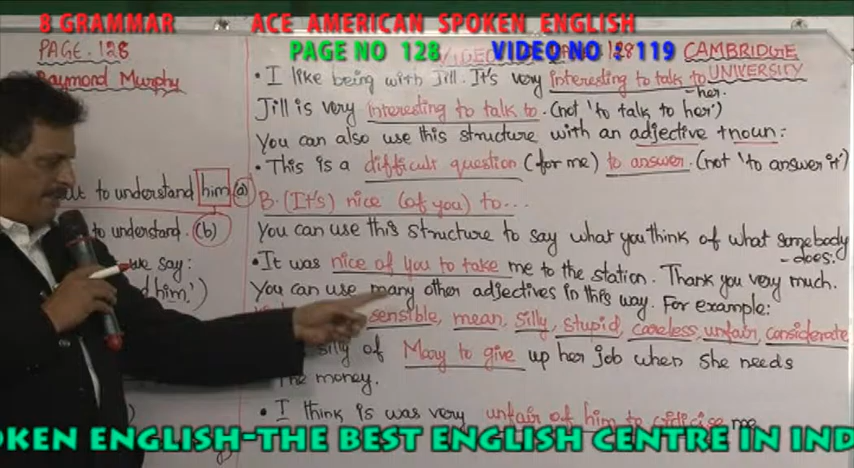 B GRAMMAR ACE AMERICAN SPOKEN ENGLISH
PAGE NO 128 VIDEO NO : 119
PAGE. 128
Raymond Murphy
to understand him (a)
to understand. (b)
we say:
him.')
128 CAMBRIDGE
UNIVERSITY
• I like being with Jill. It's very interesting to talk to
her.
Jill is very interesting to talk to. (not 'to talk to her')
You can also use this structure with an adjective + noun:
• This is a difficult question (for me) to answer. (not 'to answer it')
B. (It's) nice (of you) to...
You can use this structure to say what you think of what somebody
does:
• It was nice of you to take me to the station. Thank you very much.
You can use many other adjectives in this way. For example:
sensible, mean, silly, stupid, careless, unfair, considerate
silly of Mary to give up her job when she needs
the money.
• I think is was very unfair of him to criticise me
OKEN ENGLISH-THE BEST ENGLISH CENTRE IN IND